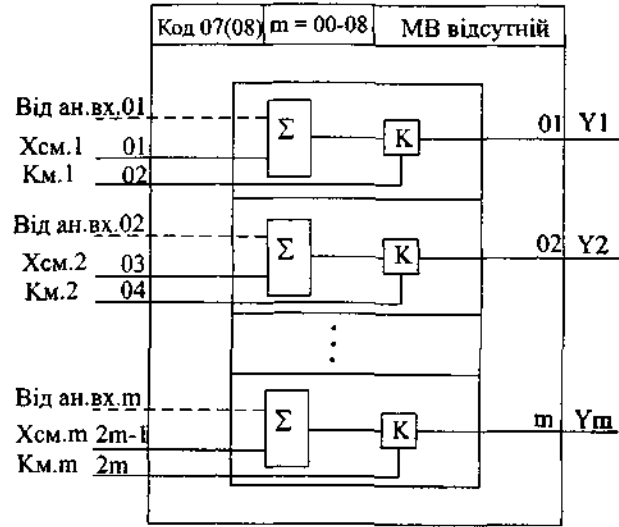 Код 07(08) m = 00-08 МВ відсутній
Від ан.вх.01
Σ
К
01 Y1
Хсм.1 01
Км.1 02
Від ан.вх.02
Σ
К
02 Y2
Хсм.2 03
Км.2 04
Від ан.вх.m
Σ
К
m Ym
Хсм.m 2m-1
Км.m 2m